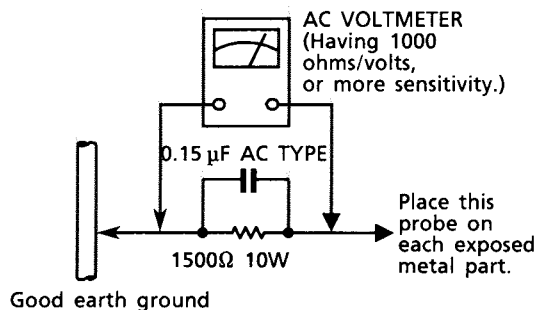 AC VOLTMETER
(Having 1000
ohms/volts,
or more sensitivity.)
0.15 μF AC TYPE
Place this
probe on
each exposed
metal part.
1500Ω 10W
Good earth ground